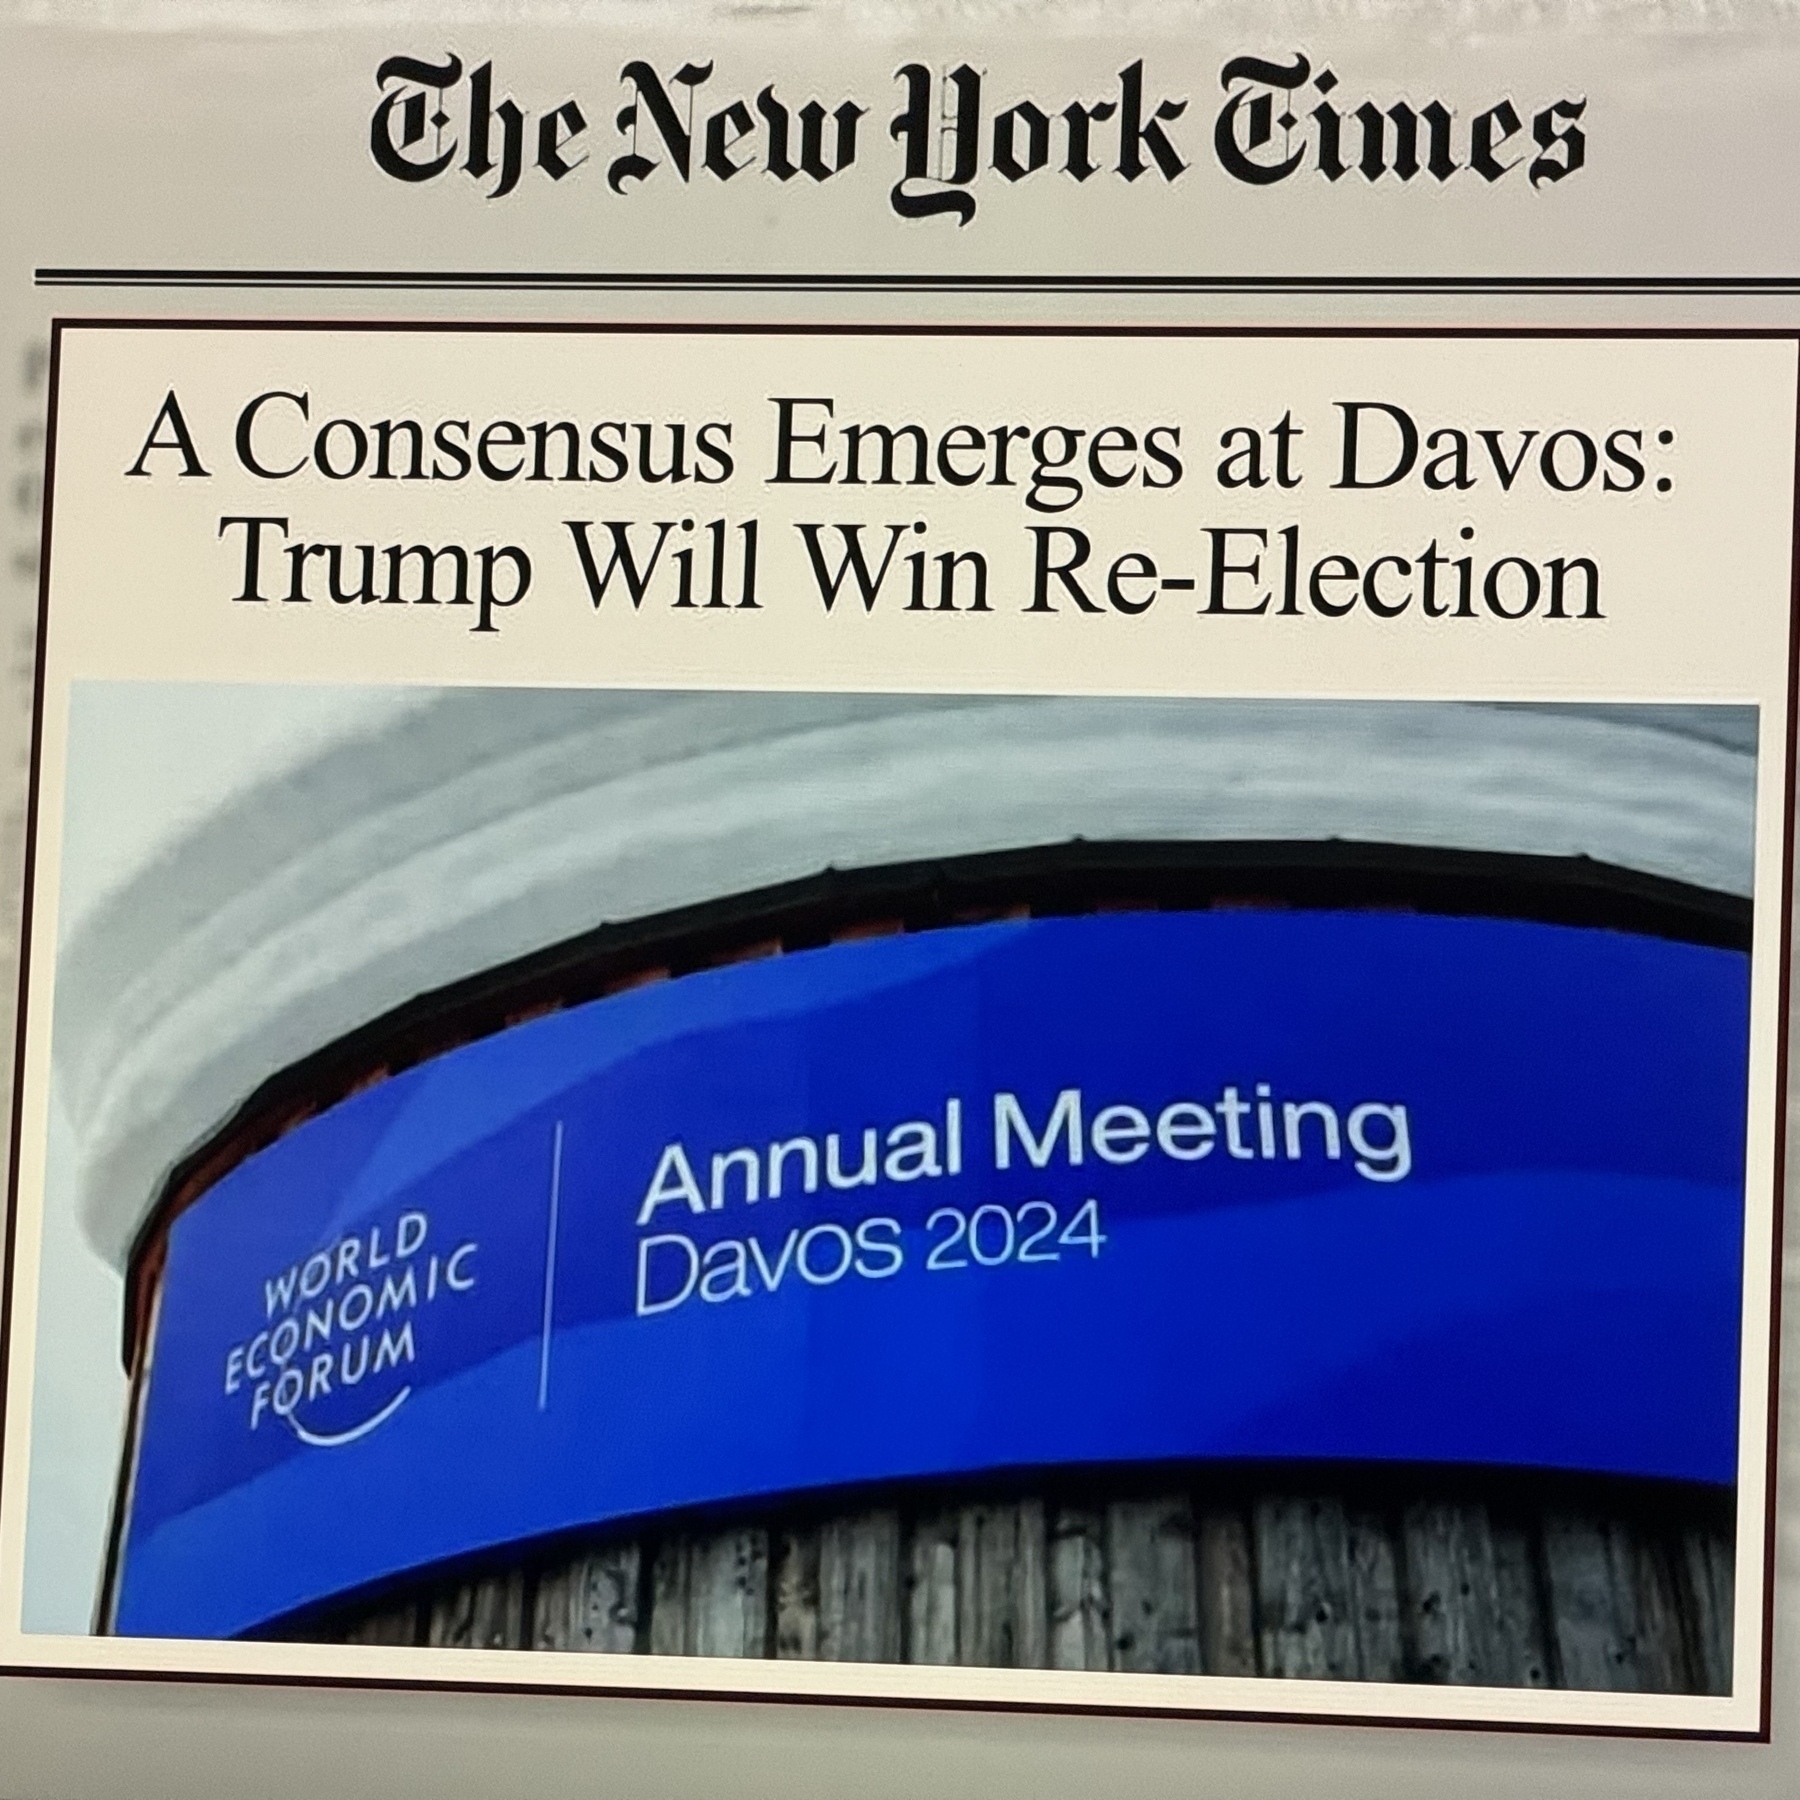 The New York Times
A Consensus Emerges at Davos:
Trump Will Win Re-Election
WORLD
ECONOMIC
FORUM
Annual Meeting
Davos 2024